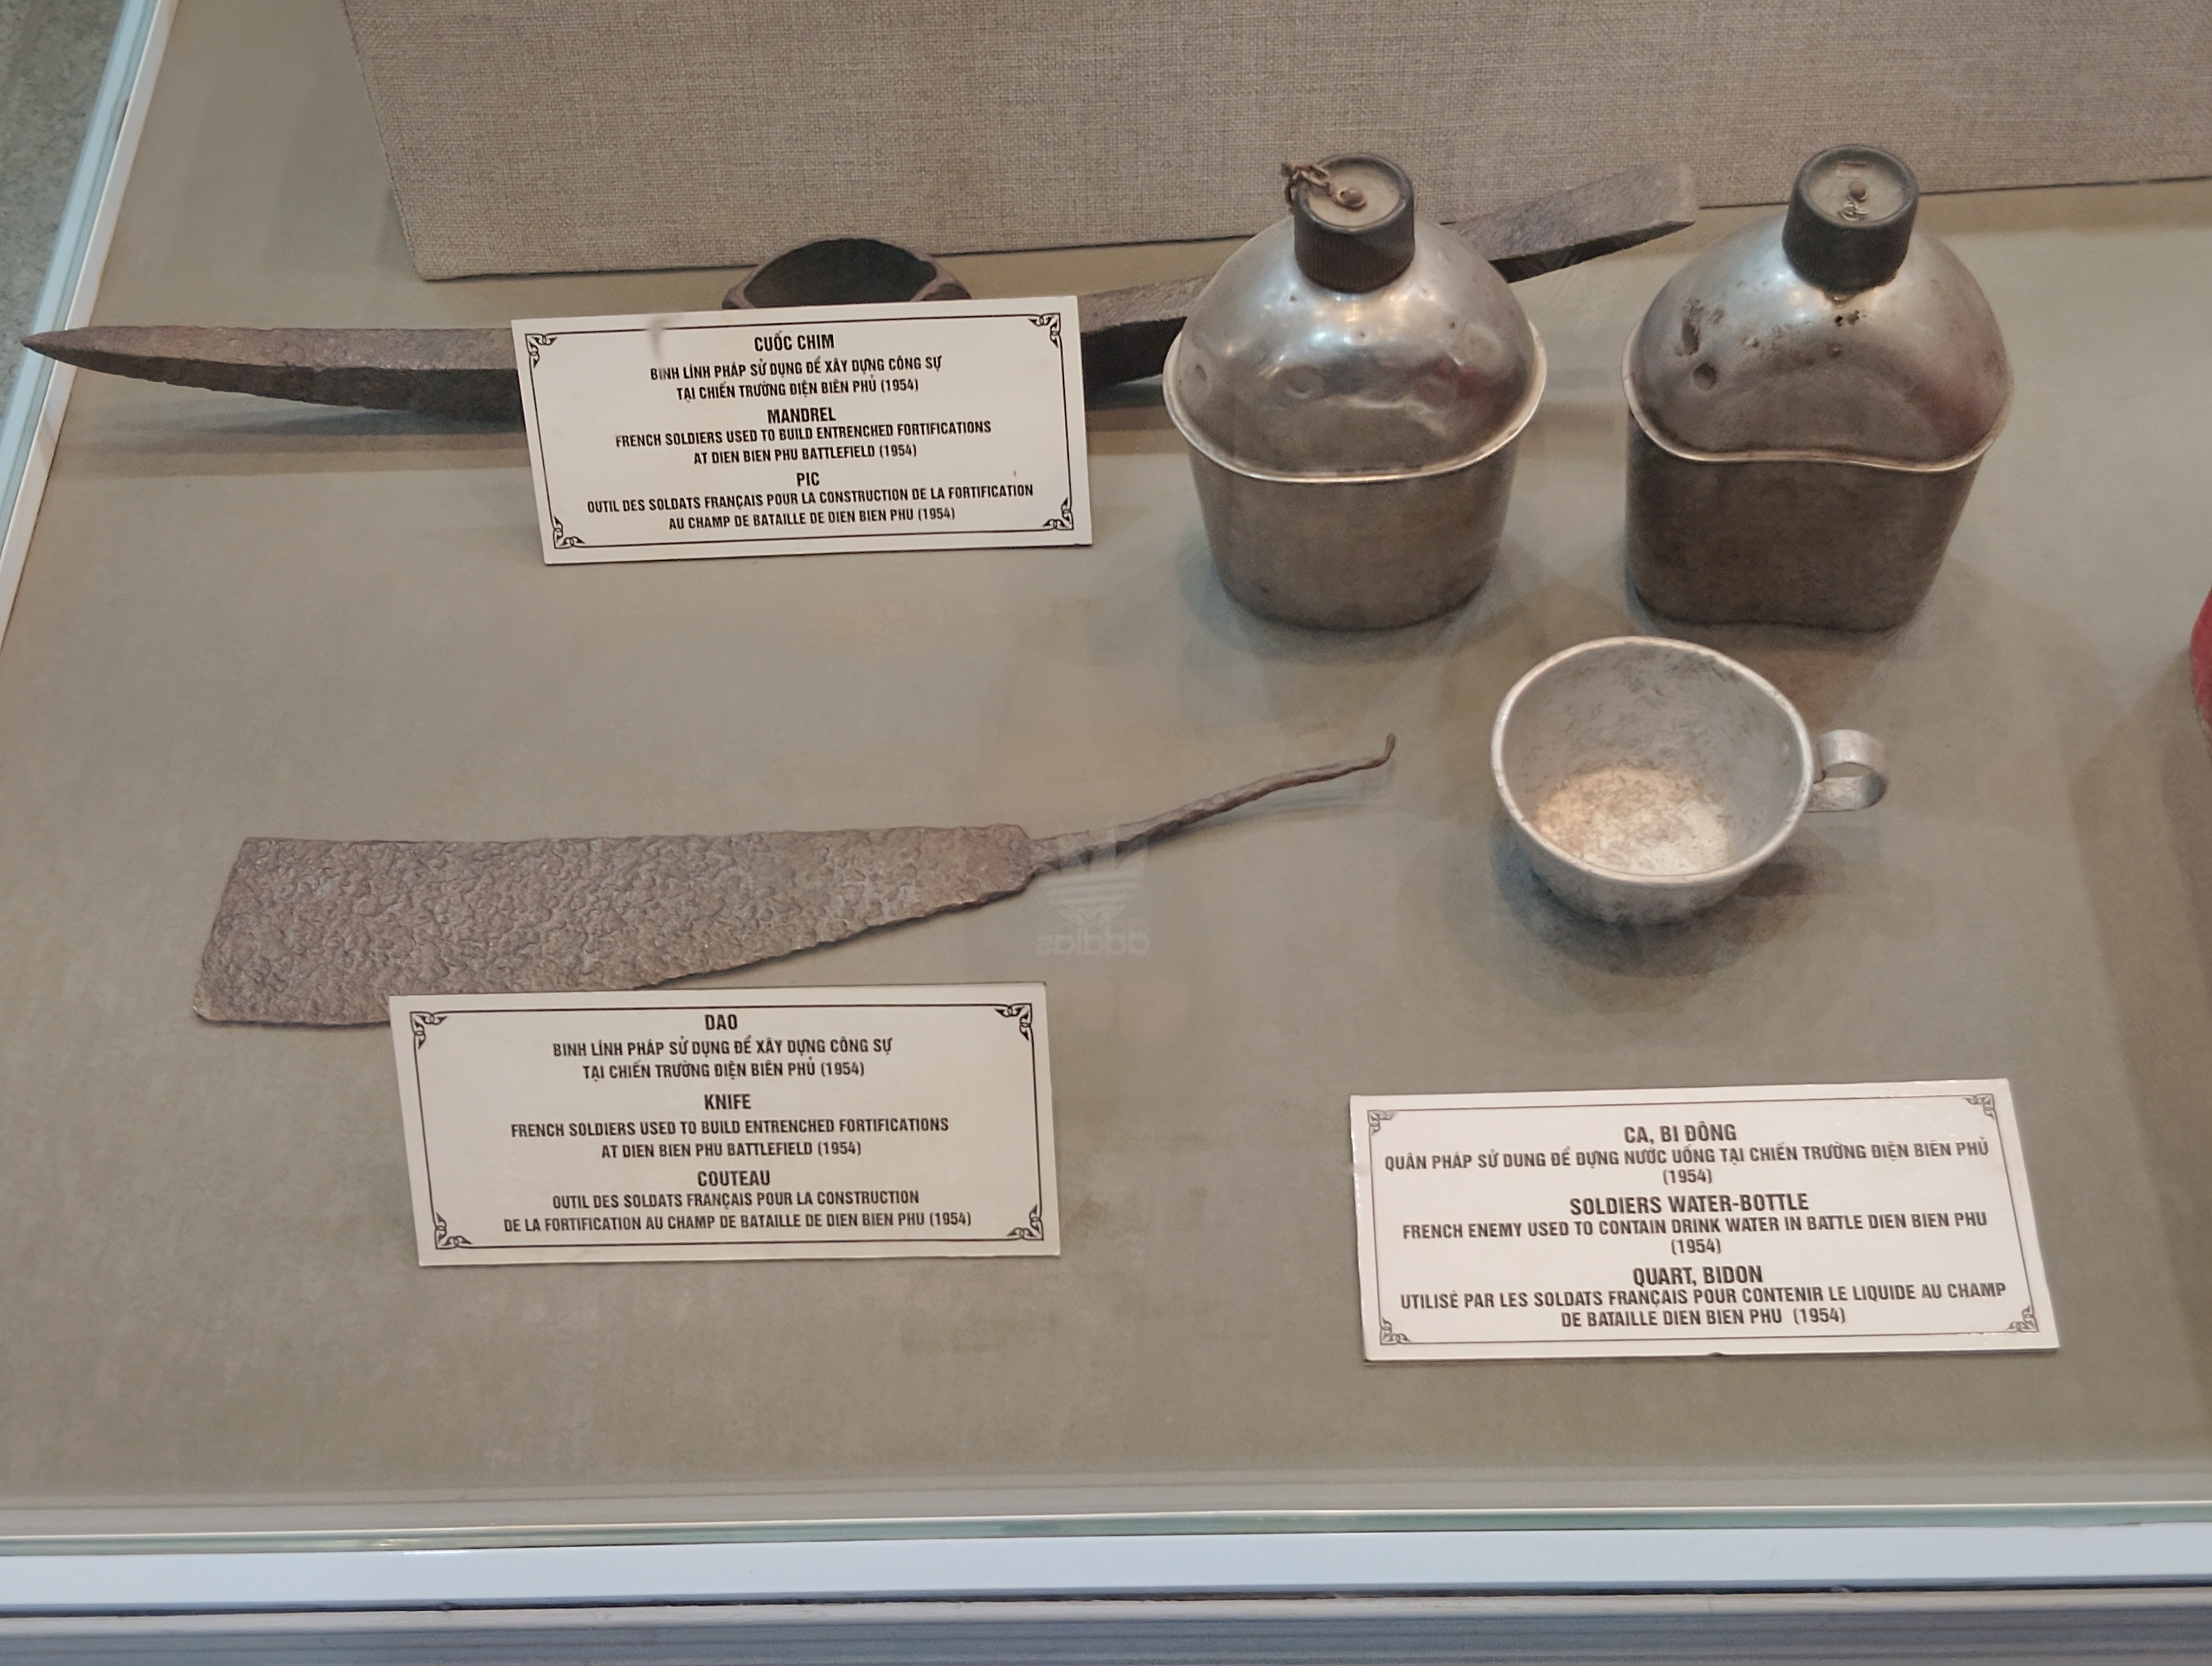 CUỐC CHIM
BINH LÍNH PHÁP SỬ DỤNG ĐỂ XÂY DỰNG CÔNG SỰ
TẠI CHIẾN TRƯỜNG ĐIỆN BIÊN PHỦ (1954)
MANDREL
FRENCH SOLDIERS USED TO BUILD ENTRENCHED FORTIFICATIONS
AT DIEN BIEN PHU BATTLEFIELD (1954)
PIC
OUTIL DES SOLDATS FRANÇAIS POUR LA CONSTRUCTION DE LA FORTIFICATION
AU CHAMP DE BATAILLE DE DIEN BIEN PHU (1954)
adidas
DAO
BINH LÍNH PHÁP SỬ DỤNG ĐỂ XÂY DỰNG CÔNG SỰ
TẠI CHIẾN TRƯỜNG ĐIỆN BIÊN PHỦ (1954)
KNIFE
FRENCH SOLDIERS USED TO BUILD ENTRENCHED FORTIFICATIONS
AT DIEN BIEN PHU BATTLEFIELD (1954)
COUTEAU
OUTIL DES SOLDATS FRANÇAIS POUR LA CONSTRUCTION
DE LA FORTIFICATION AU CHAMP DE BATAILLE DE DIEN BIEN PHU (1954)
CA, BI ĐÔNG
QUÂN PHÁP SỬ DUNG ĐỂ ĐỰNG NƯỚC UỐNG TẠI CHIẾN TRƯỜNG ĐIỆN BIÊN PHỦ
(1954)
SOLDIERS WATER-BOTTLE
FRENCH ENEMY USED TO CONTAIN DRINK WATER IN BATTLE DIEN BIEN PHU
(1954)
QUART, BIDON
UTILISÉ PAR LES SOLDATS FRANÇAIS POUR CONTENIR LE LIQUIDE AU CHAMP
DE BATAILLE DIEN BIEN PHU (1954)